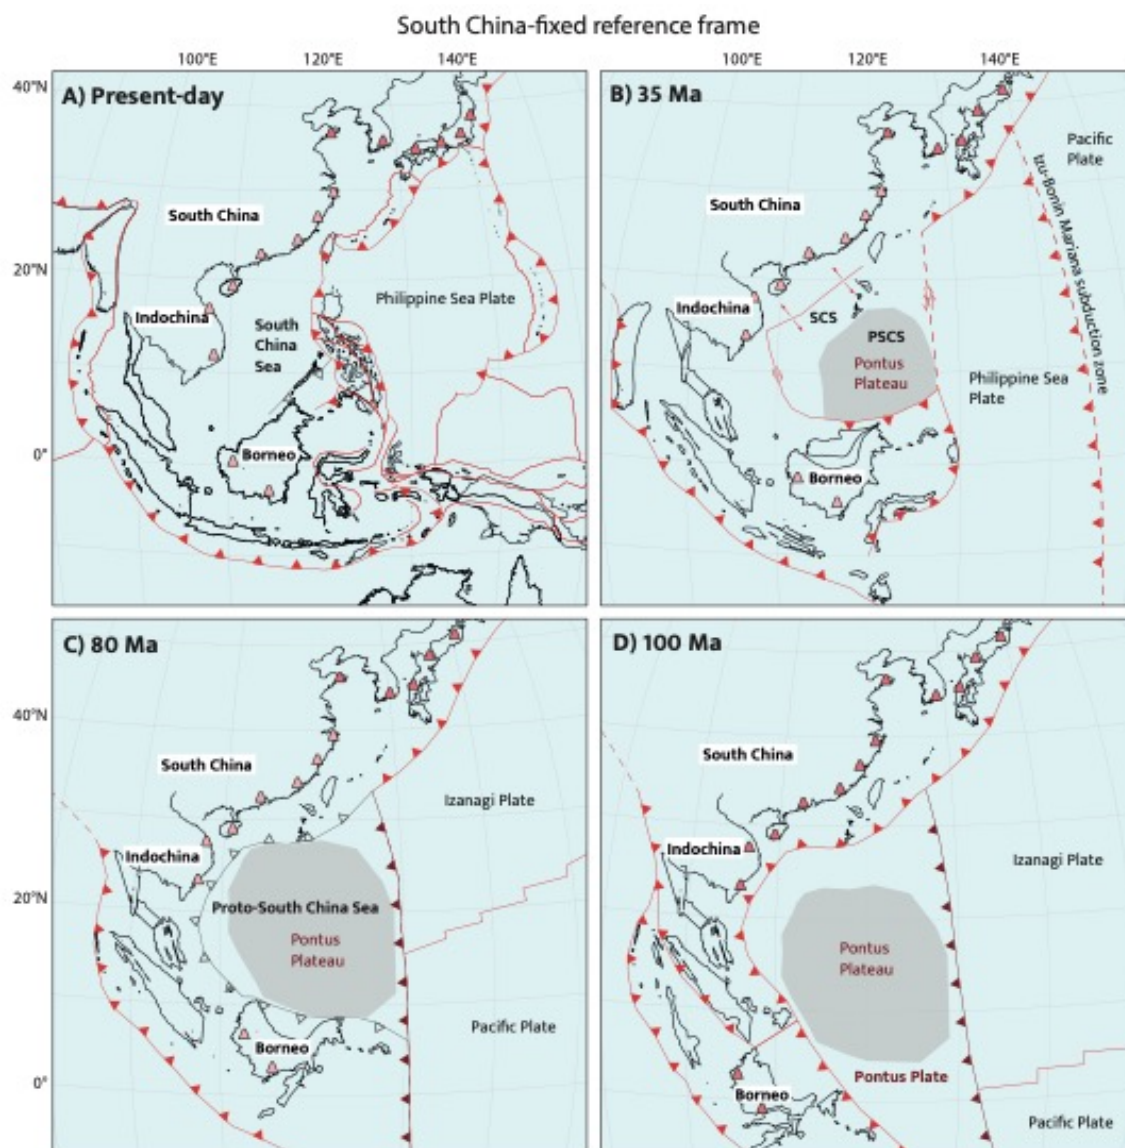 South China-fixed reference frame
100°E 120°E 140°E 100°E 120°E 140°E
40°N
A) Present-day
South China
20°N
Philippine Sea Plate
Indochina
South
China
Sea
Borneo
0°
B) 35 Ma
Pacific
Plate
Izu-Bonin Mariana subduction zone
South China
Indochina
SCS
PSCS
Pontus
Plateau
Philippine Sea
Plate
Borneo
C) 80 Ma
40°N
South China
Izanagi Plate
Indochina
20°N
Proto-South China Sea
Pontus
Plateau
Pacific Plate
Borneo
0°
D) 100 Ma
South China
Indochina
Izanagi Plate
Pontus
Plateau
Pontus Plate
Borneo
Pacific Plate